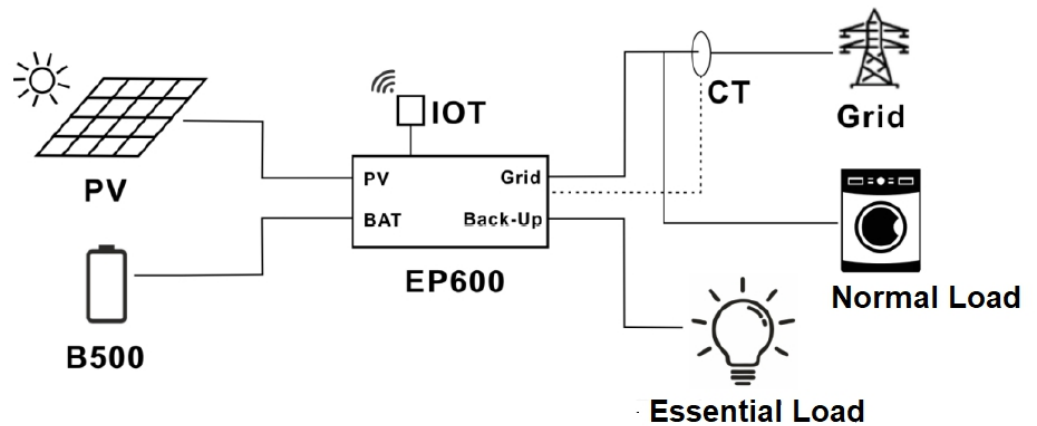 IOT
CT
Grid
PV
PV
Grid
BAT
Back-Up
EP600
B500
Normal Load
Essential Load